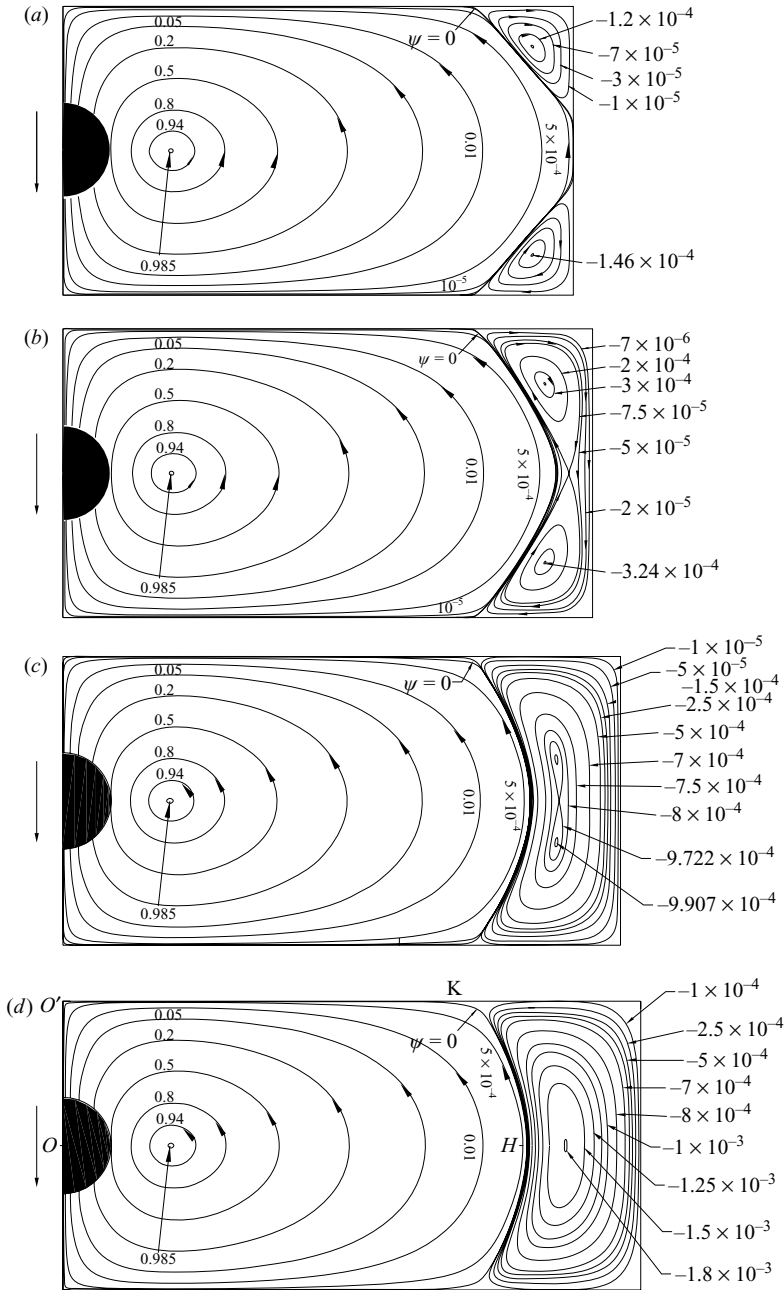 (a)
0.05
0.2
0.5
0.8
0.94
0.985
ψ = 0
0.01
5 × 10⁻⁴
10⁻⁵
–1.2 × 10⁻⁴
–7 × 10⁻⁵
–3 × 10⁻⁵
–1 × 10⁻⁵
–1.46 × 10⁻⁴
(b)
0.05
0.2
0.5
0.8
0.94
0.985
ψ = 0
0.01
5 × 10⁻⁴
10⁻⁵
–7 × 10⁻⁶
–2 × 10⁻⁴
–3 × 10⁻⁴
–7.5 × 10⁻⁵
–5 × 10⁻⁵
–2 × 10⁻⁵
–3.24 × 10⁻⁴
(c)
0.05
0.2
0.5
0.8
0.94
0.985
ψ = 0
0.01
5 × 10⁻⁴
–1 × 10⁻⁵
–5 × 10⁻⁵
–1.5 × 10⁻⁴
–2.5 × 10⁻⁴
–5 × 10⁻⁴
–7 × 10⁻⁴
–7.5 × 10⁻⁴
–8 × 10⁻⁴
–9.722 × 10⁻⁴
–9.907 × 10⁻⁴
K
(d) O′
0.05
0.2
0.5
0.8
0.94
0.985
ψ = 0
5 × 10⁻⁴
0.01
O
H
–1 × 10⁻⁴
–2.5 × 10⁻⁴
–5 × 10⁻⁴
–7 × 10⁻⁴
–8 × 10⁻⁴
–1 × 10⁻³
–1.25 × 10⁻³
–1.5 × 10⁻³
–1.8 × 10⁻³